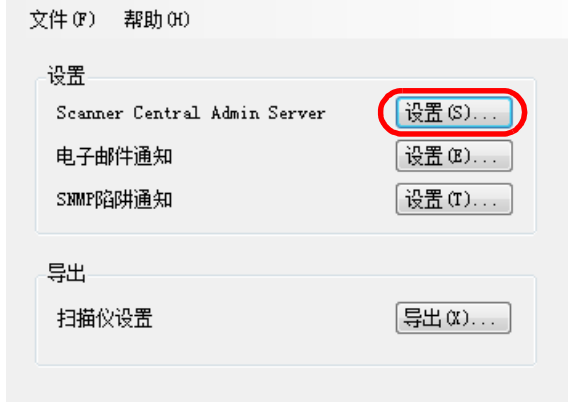 文件(F) 帮助(H)
设置
Scanner Central Admin Server 设置(S)...
电子邮件通知 设置(E)...
SNMP陷阱通知 设置(T)...
导出
扫描仪设置 导出(X)...